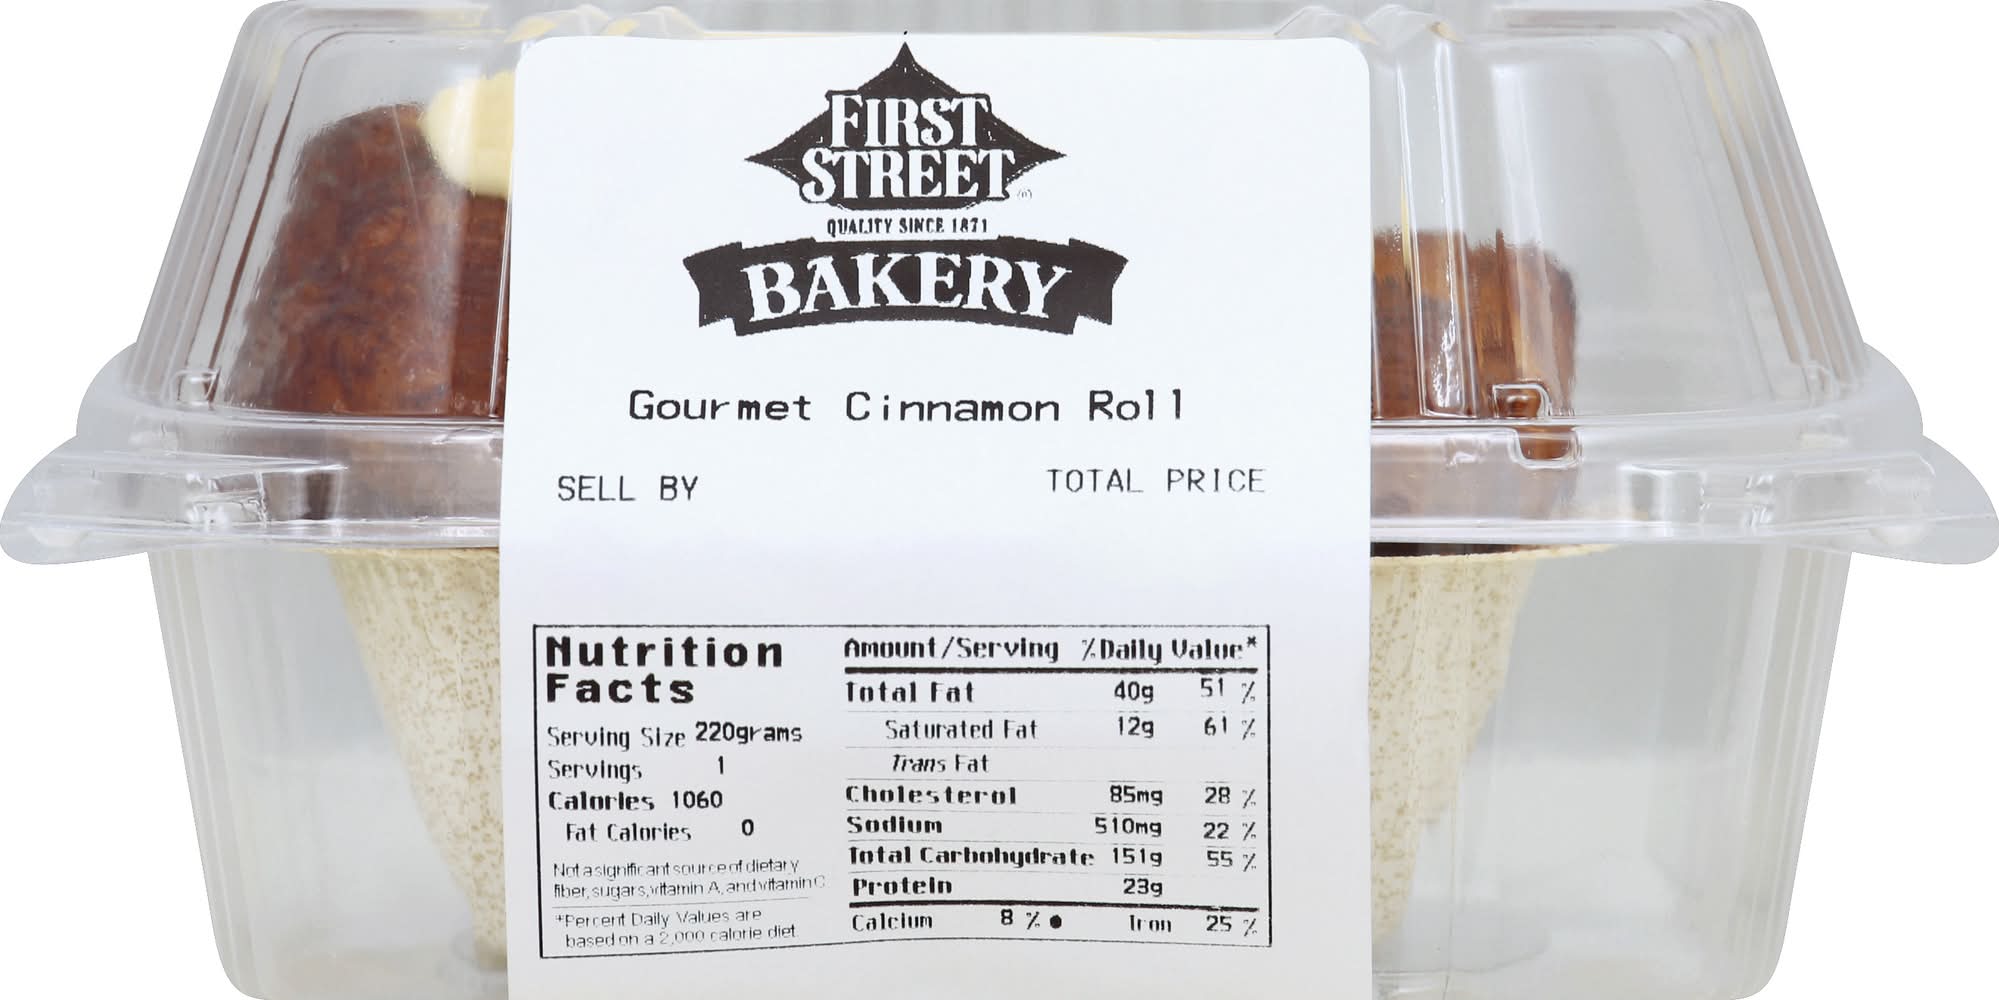 FIRST
STREET
QUALITY SINCE 1871
BAKERY
Gourmet Cinnamon Roll
SELL BY
TOTAL PRICE
Nutrition
Facts
Serving Size 220grams
Servings 1
Calories 1060
Fat Calories 0
Not a significant source of dietary
fiber, sugars, vitamin A, and vitamin C
*Percent Daily Values are
based on a 2,000 calorie diet
Amount/Serving %Daily Value*
Total Fat 40g 51 %
Saturated Fat 12g 61 %
Trans Fat
Cholesterol 85mg 28 %
Sodium 510mg 22 %
Total Carbohydrate 151g 55 %
Protein 23g
Calcium 8 % ● Iron 25 %